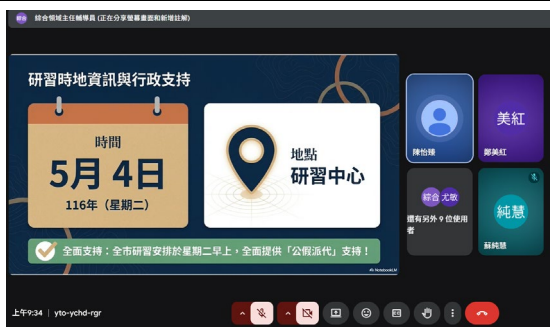 綜合
綜合領域主任輔導員 (正在分享螢幕畫面和新增註解)
研習時地資訊與行政支持
時間
5月 4日
116年（星期二）
地點
研習中心
全面支持：全市研習安排於星期二早上，全面提供「公假派代」支持！
NotebookLM
陳怡臻
美紅
鄭美紅
綜合 尤敏
還有另外 9 位使用
者
純慧
蘇純慧
上午9:34 | yto-ychd-rgr